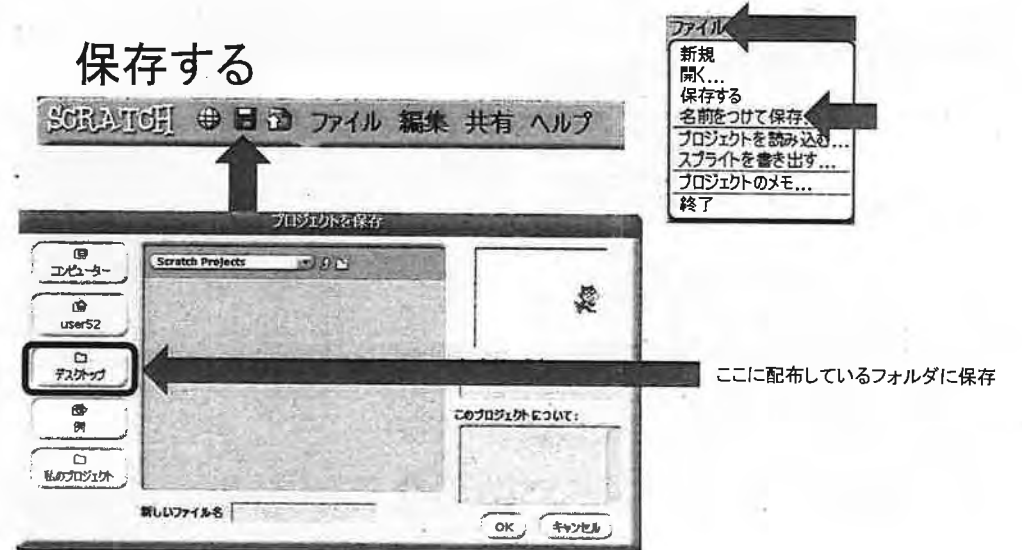 保存する
SCRATCH ファイル 編集 共有 ヘルプ
ファイル
新規
開く...
保存する
名前をつけて保存
プロジェクトを読み込む...
スプライトを書き出す...
プロジェクトのメモ...
終了
プロジェクトを保存
コンピューター
user52
デスクトップ
例
私のプロジェクト
Scratch Projects
ここに配布しているフォルダに保存
このプロジェクトについて:
新しいファイル名
OK キャンセル